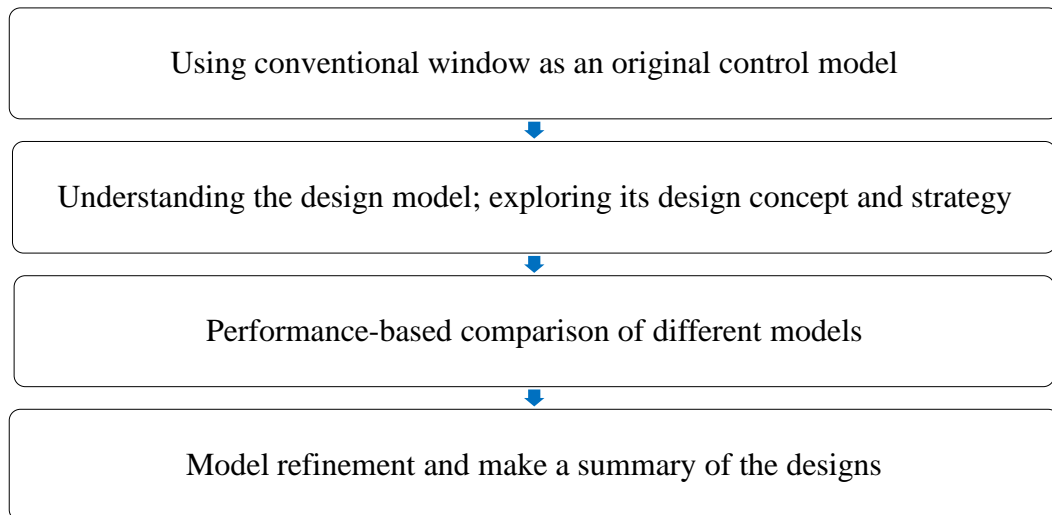 Using conventional window as an original control model
Understanding the design model; exploring its design concept and strategy
Performance-based comparison of different models
Model refinement and make a summary of the designs